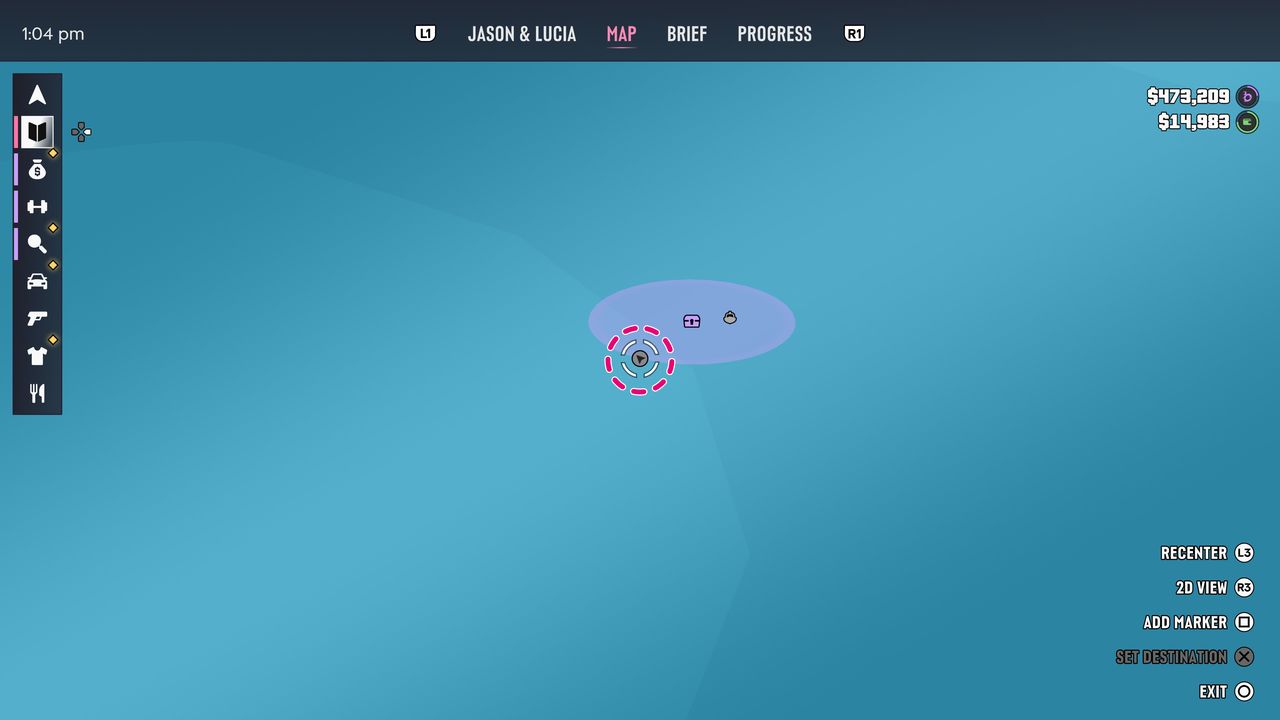 1:04 pm
L1 JASON & LUCIA MAP BRIEF PROGRESS R1
$473,209
$14,983
RECENTER L3
2D VIEW R3
ADD MARKER
SET DESTINATION
EXIT